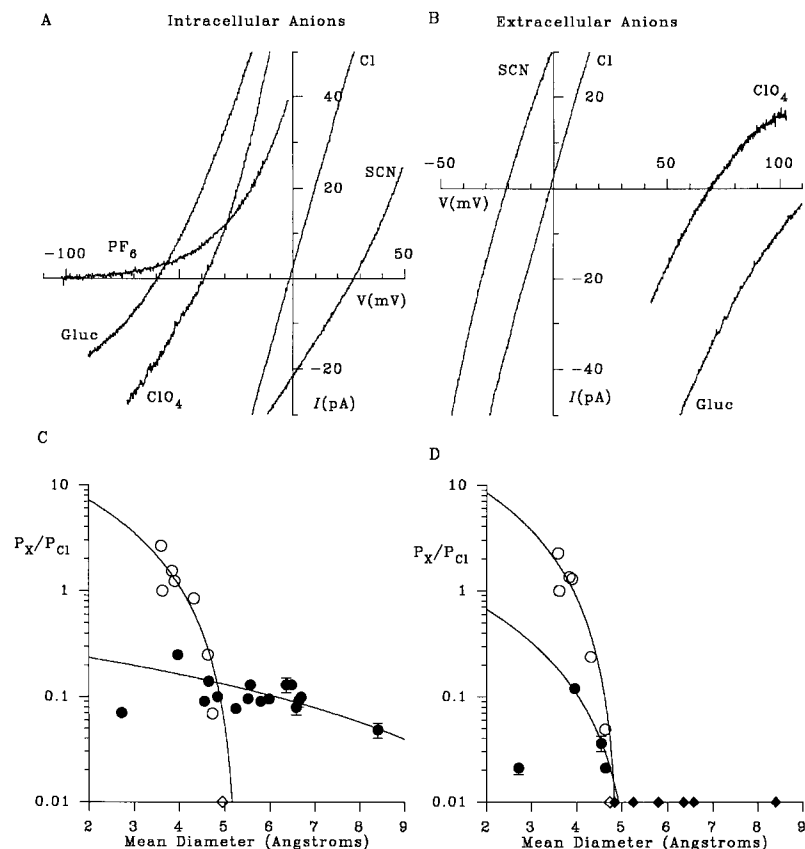 A
Intracellular Anions
B
Extracellular Anions
Cl
SCN
40
20
-20
-100
50
V(mV)
I(pA)
PF6
Gluc
ClO4
SCN
Cl
ClO4
20
-50
50
100
V(mV)
-20
-40
I(pA)
Gluc
C
PX/PCl
10
1
0.1
0.01
2 3 4 5 6 7 8 9
Mean Diameter (Angstroms)
D
PX/PCl
10
1
0.1
0.01
2 3 4 5 6 7 8 9
Mean Diameter (Angstroms)